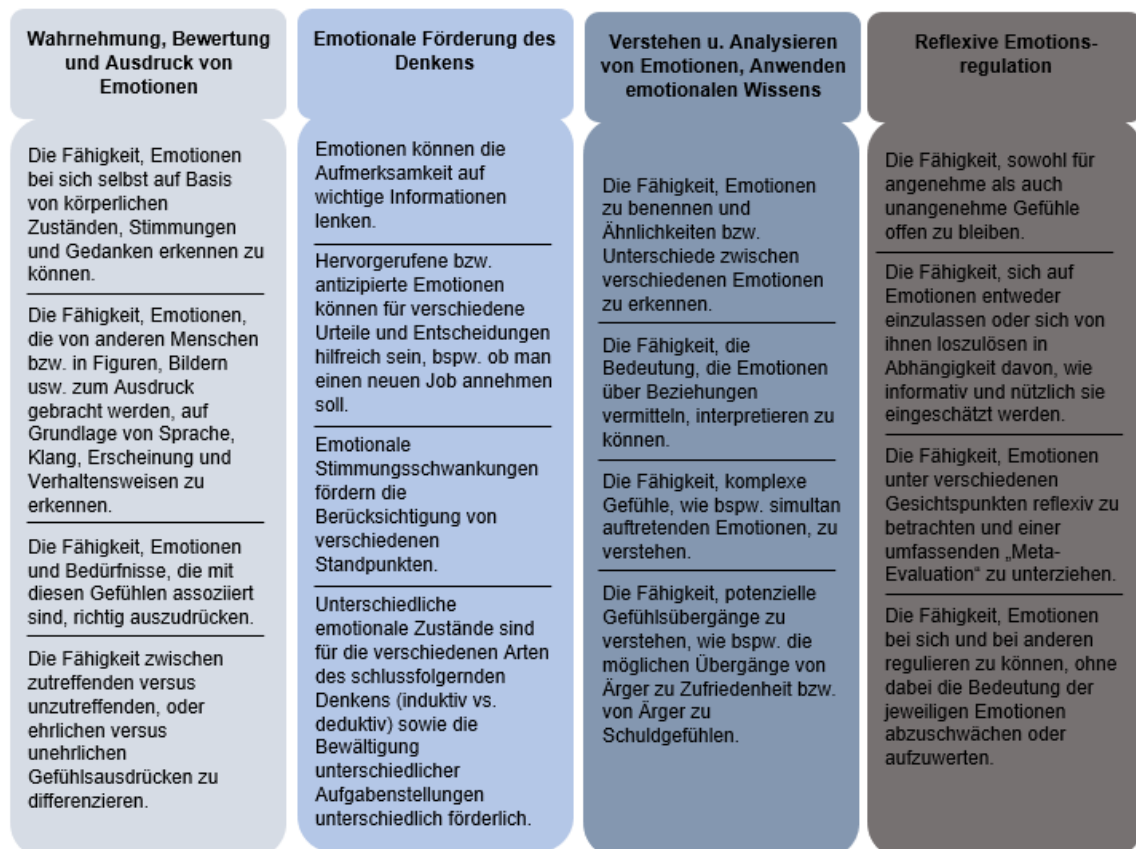 Wahrnehmung, Bewertung
und Ausdruck von
Emotionen
Die Fähigkeit, Emotionen
bei sich selbst auf Basis
von körperlichen
Zuständen, Stimmungen
und Gedanken erkennen zu
können.
Die Fähigkeit, Emotionen,
die von anderen Menschen
bzw. in Figuren, Bildern
usw. zum Ausdruck
gebracht werden, auf
Grundlage von Sprache,
Klang, Erscheinung und
Verhaltensweisen zu
erkennen.
Die Fähigkeit, Emotionen
und Bedürfnisse, die mit
diesen Gefühlen assoziiert
sind, richtig auszudrücken.
Die Fähigkeit zwischen
zutreffenden versus
unzutreffenden, oder
ehrlichen versus
unehrlichen
Gefühlsausdrücken zu
differenzieren.
Emotionale Förderung des
Denkens
Emotionen können die
Aufmerksamkeit auf
wichtige Informationen
lenken.
Hervorgerufene bzw.
antizipierte Emotionen
können für verschiedene
Urteile und Entscheidungen
hilfreich sein, bspw. ob man
einen neuen Job annehmen
soll.
Emotionale
Stimmungsschwankungen
fördern die
Berücksichtigung von
verschiedenen
Standpunkten.
Unterschiedliche
emotionale Zustände sind
für die verschiedenen Arten
des schlussfolgernden
Denkens (induktiv vs.
deduktiv) sowie die
Bewältigung
unterschiedlicher
Aufgabenstellungen
unterschiedlich förderlich.
Verstehen u. Analysieren
von Emotionen, Anwenden
emotionalen Wissens
Die Fähigkeit, Emotionen
zu benennen und
Ähnlichkeiten bzw.
Unterschiede zwischen
verschiedenen Emotionen
zu erkennen.
Die Fähigkeit, die
Bedeutung, die Emotionen
über Beziehungen
vermitteln, interpretieren zu
können.
Die Fähigkeit, komplexe
Gefühle, wie bspw. simultan
auftretenden Emotionen, zu
verstehen.
Die Fähigkeit, potenzielle
Gefühlsübergänge zu
verstehen, wie bspw. die
möglichen Übergänge von
Ärger zu Zufriedenheit bzw.
von Ärger zu
Schuldgefühlen.
Reflexive Emotions-
regulation
Die Fähigkeit, sowohl für
angenehme als auch
unangenehme Gefühle
offen zu bleiben.
Die Fähigkeit, sich auf
Emotionen entweder
einzulassen oder sich von
ihnen loszulösen in
Abhängigkeit davon, wie
informativ und nützlich sie
eingeschätzt werden.
Die Fähigkeit, Emotionen
unter verschiedenen
Gesichtspunkten reflexiv zu
betrachten und einer
umfassenden „Meta-
Evaluation“ zu unterziehen.
Die Fähigkeit, Emotionen
bei sich und bei anderen
regulieren zu können, ohne
dabei die Bedeutung der
jeweiligen Emotionen
abzuschwächen oder
aufzuwerten.